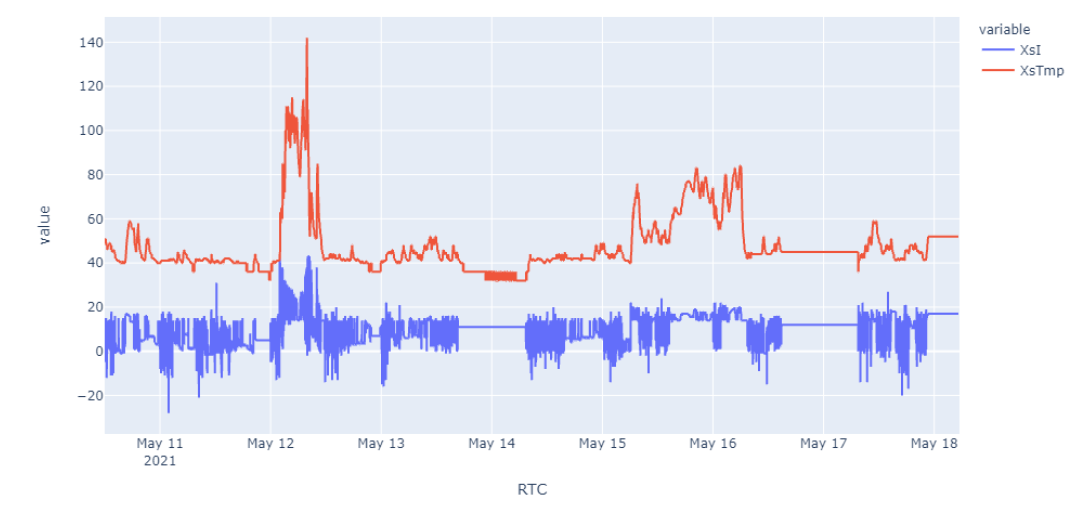 variable
XsI
XsTmp
140
120
100
80
60
40
20
0
−20
value
May 11
2021
May 12
May 13
May 14
May 15
May 16
May 17
May 18
RTC